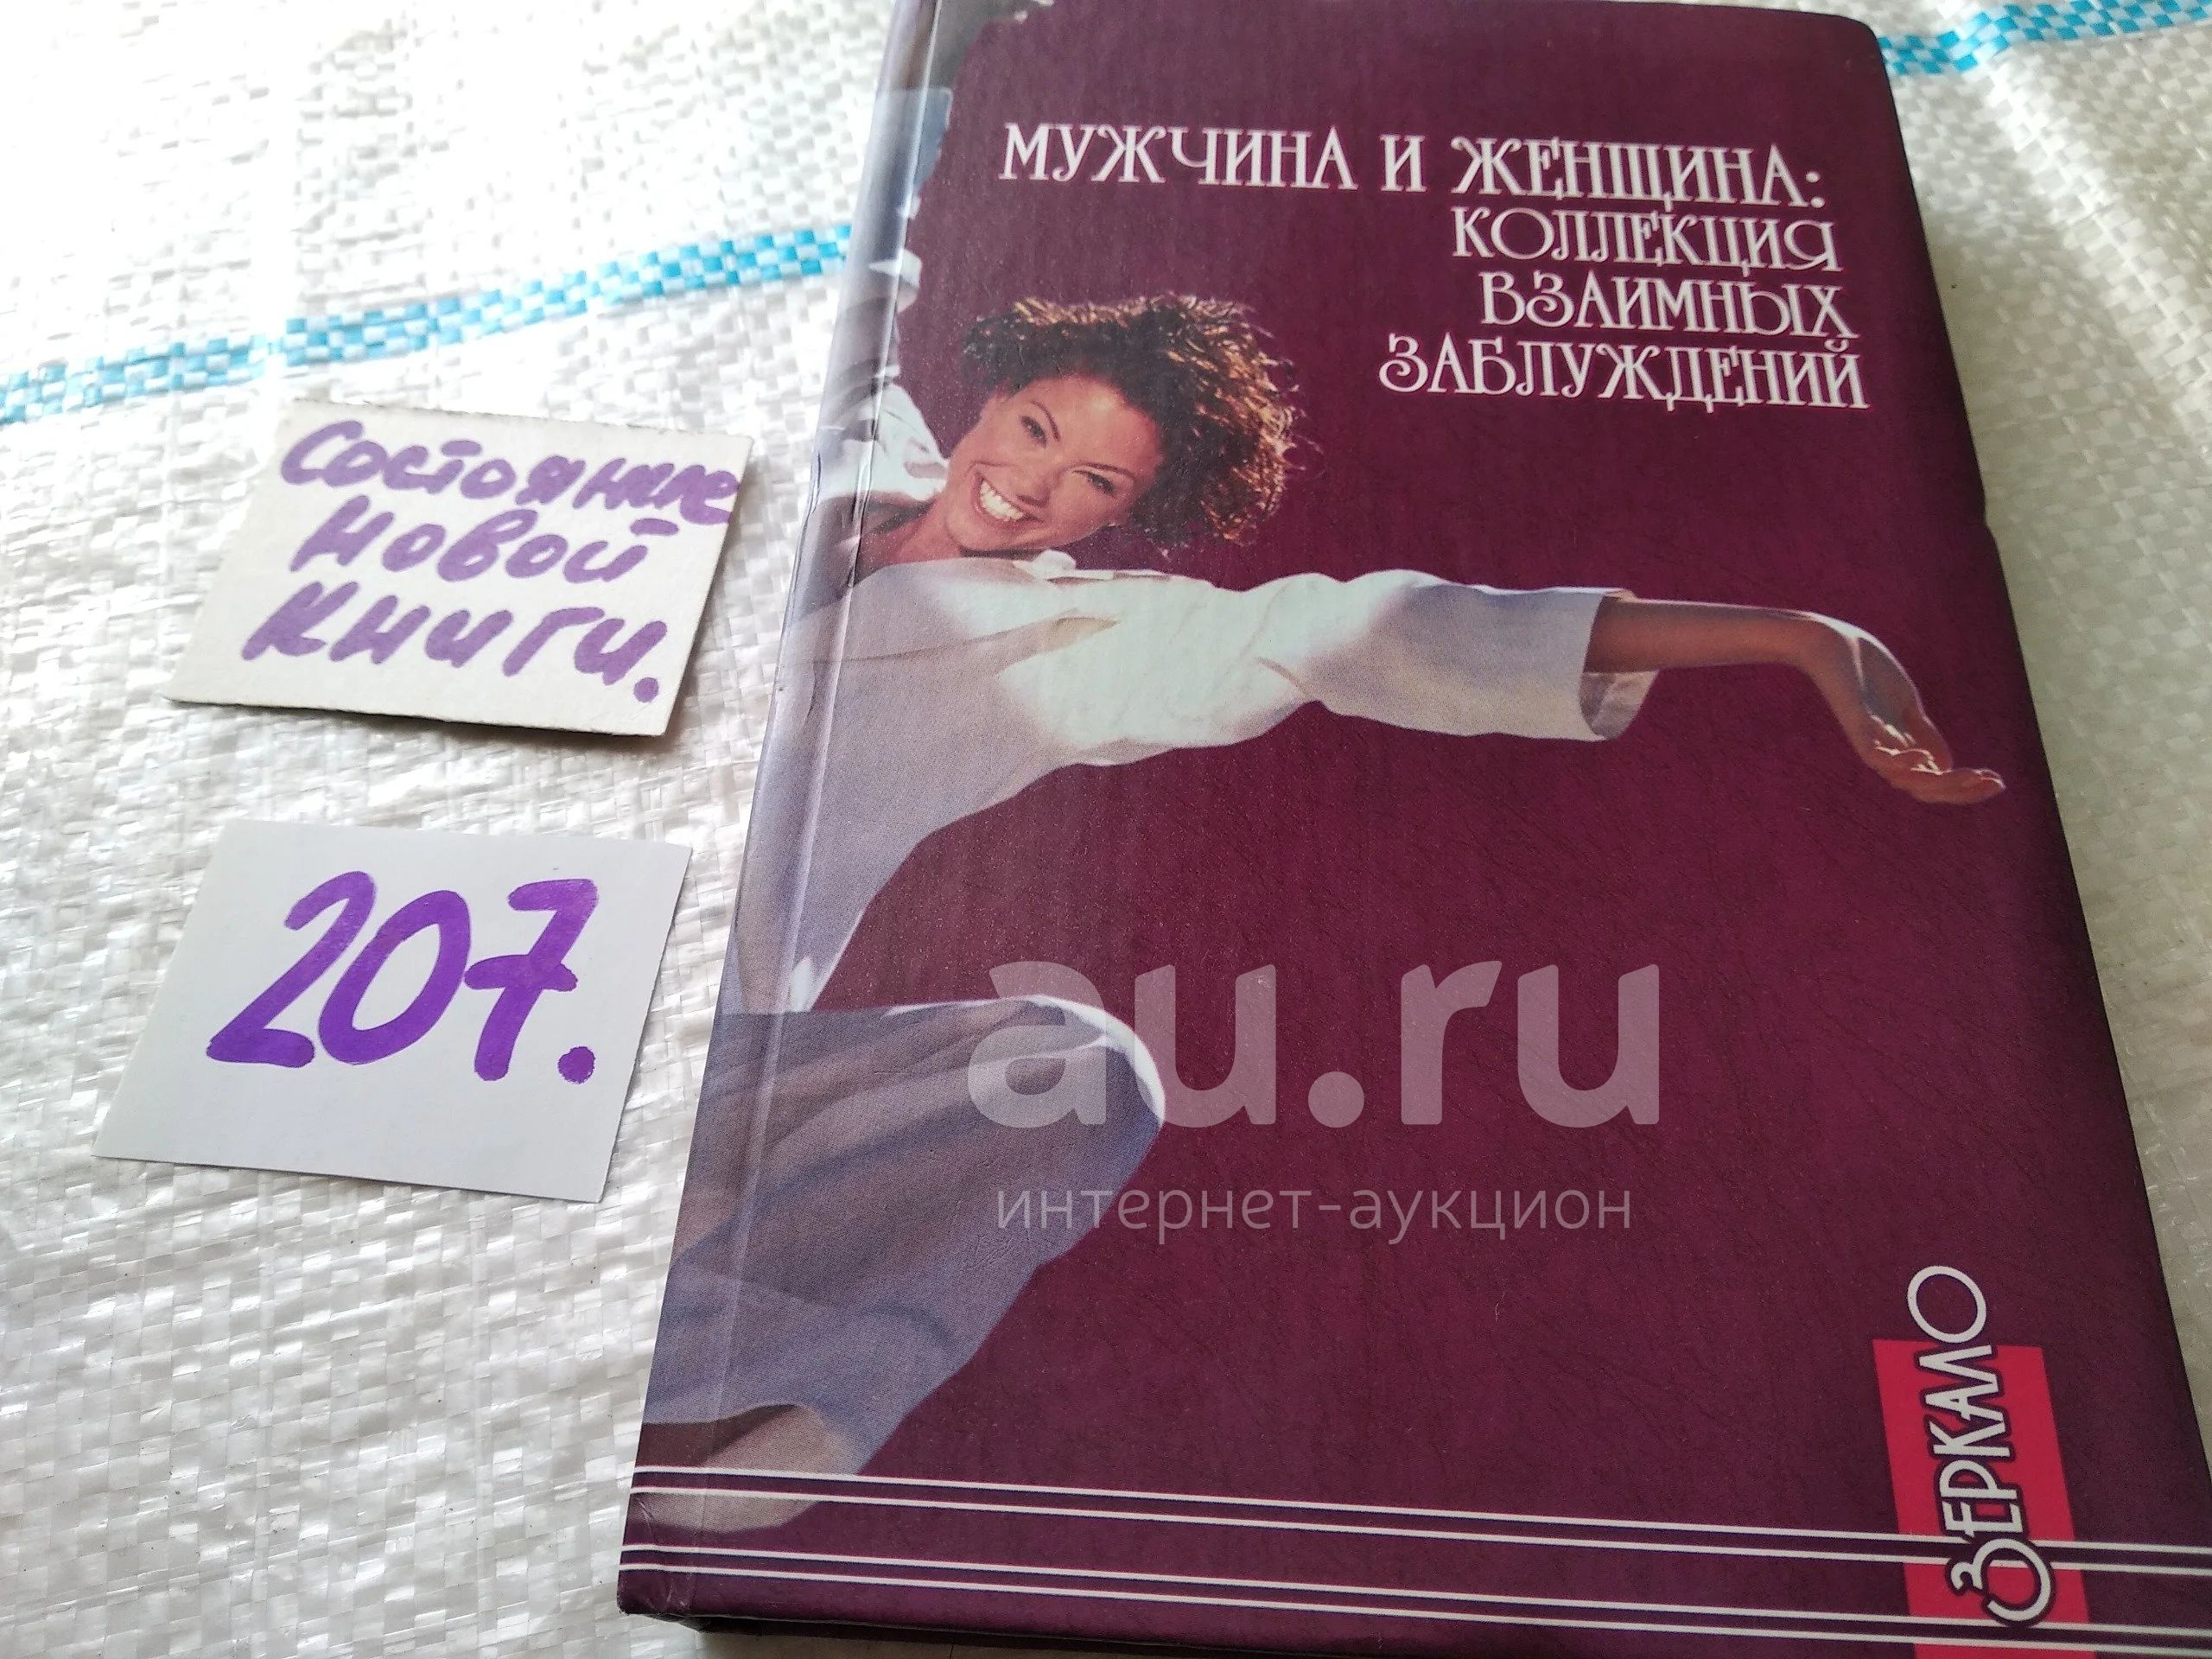 МУЖЧИНА И ЖЕНЩИНА:
КОЛЛЕКЦИЯ
ВЗАИМНЫХ
ЗАБЛУЖДЕНИЙ
Состояние
новой
книги.
207.
au.ru
интернет-аукцион
ЗЕРКАЛО